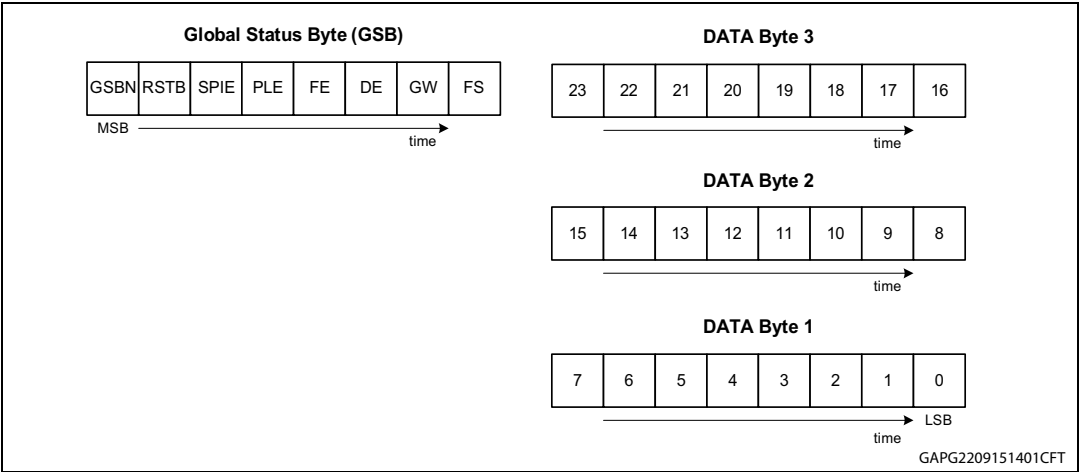 Global Status Byte (GSB)
GSBN RSTB SPIE PLE FE DE GW FS
MSB
time
DATA Byte 3
23 22 21 20 19 18 17 16
time
DATA Byte 2
15 14 13 12 11 10 9 8
time
DATA Byte 1
7 6 5 4 3 2 1 0
LSB
time
GAPG2209151401CFT